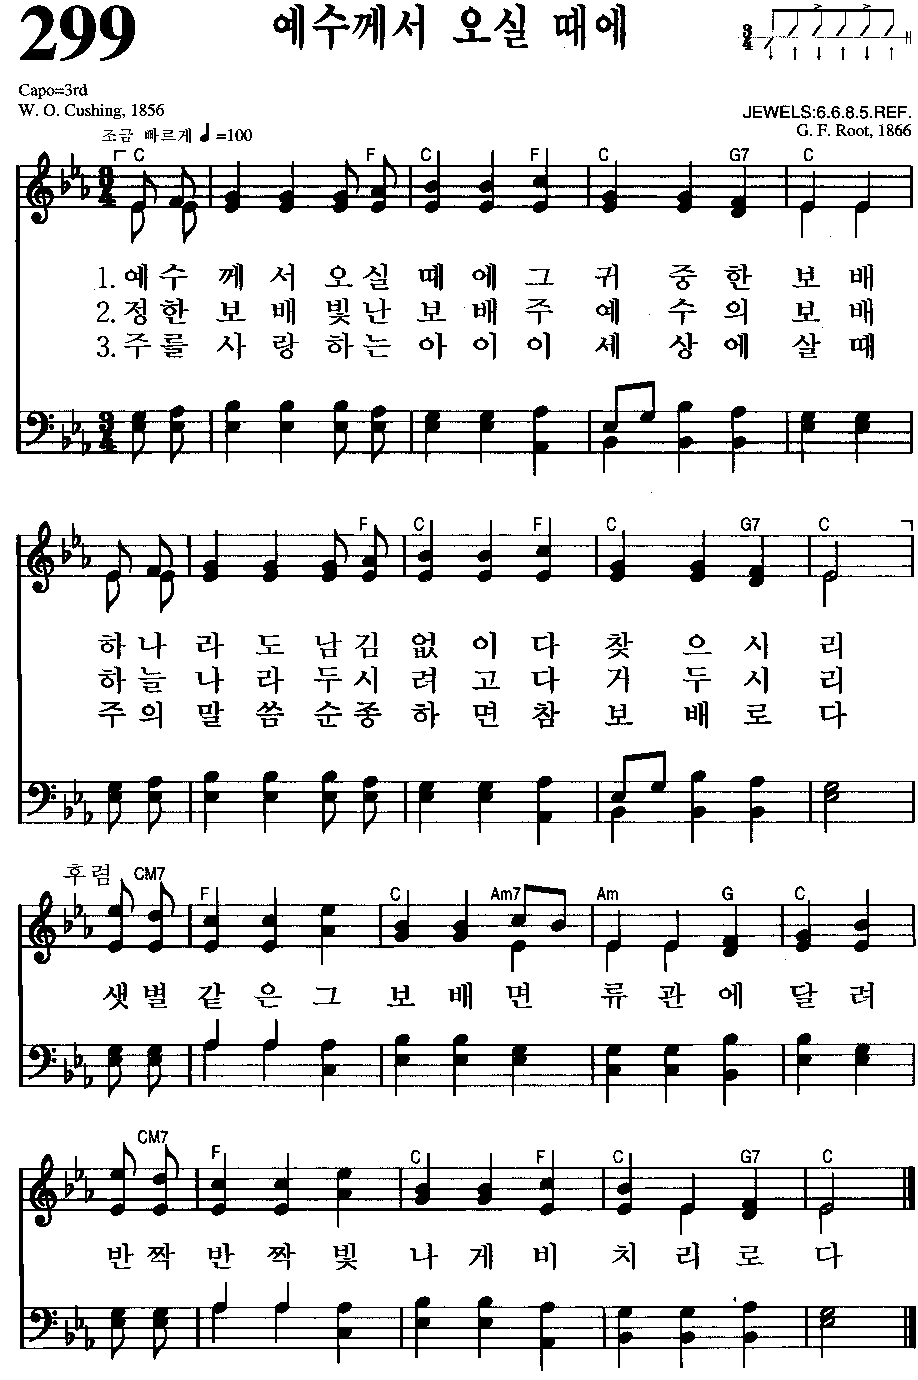 299 예수께서 오실 때에
Capo=3rd
W. O. Cushing, 1856
JEWELS:6.6.8.5.REF.
G. F. Root, 1866
조금 빠르게 ♩=100
3/4
C F C F C G7 C
1.예수께서오실때에그귀중한보배
2.정한보배빛난보배주예수의보배
3.주를사랑하는아이이세상에살때
3/4
F C F C G7 C
하나라도남김없이다찾으시리
하늘나라두시려고다거두시리
주의말씀순종하면참보배로다
후렴 CM7 F C Am7 Am G C
샛별같은그보배면류관에달려
CM7 F C F C G7 C
반짝반짝빛나게비치리로다